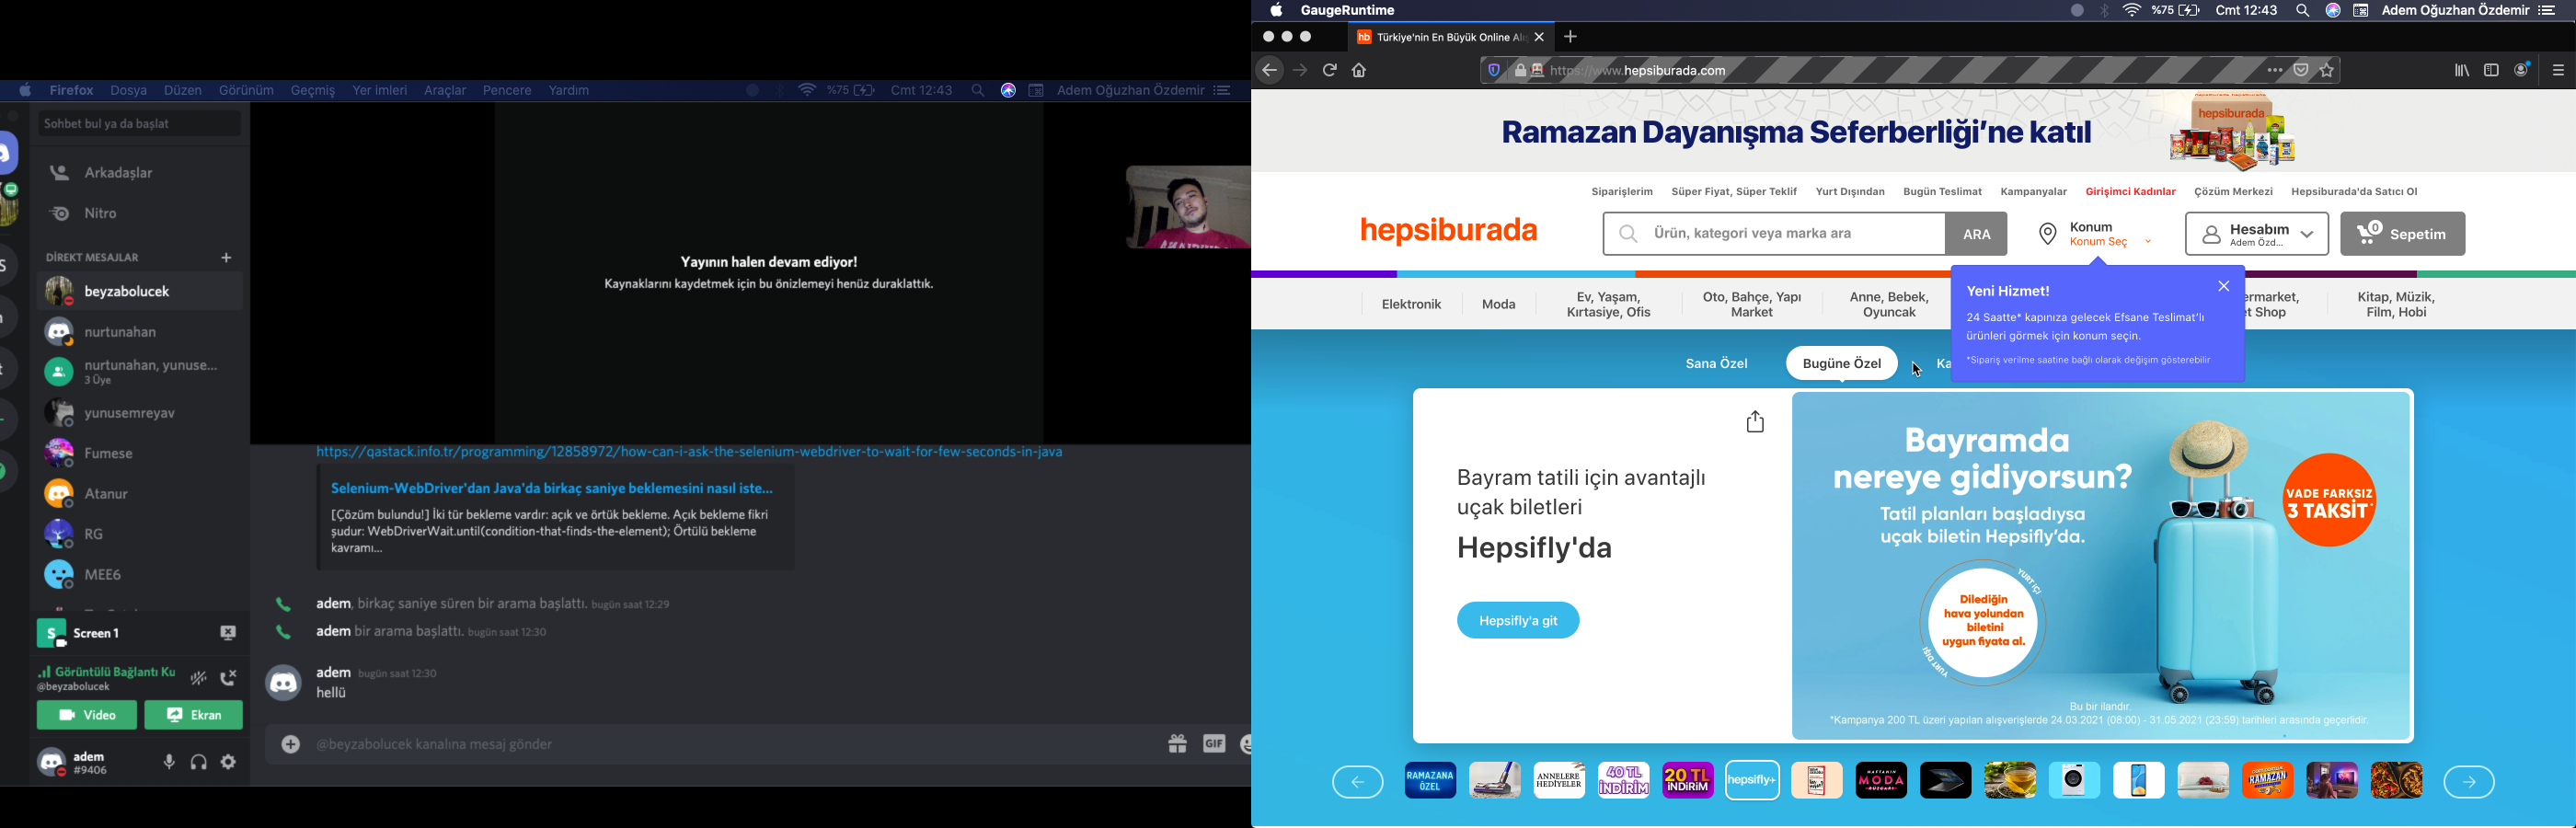 Firefox Dosya Düzen Görünüm Geçmiş Yer imleri Araçlar Pencere Yardım
%75 Cmt 12:43 Adem Oğuzhan Özdemir
Sohbet bul ya da başlat
Arkadaşlar
Nitro
DİREKT MESAJLAR +
beyzabolucek
nurtunahan
nurtunahan, yunuse...
3 Üye
yunusemreyav
Fumese
Atanur
RG
MEE6
Screen 1
Görüntülü Bağlantı Ku
@beyzabolucek
Video
Ekran
adem
#9406
Yayının halen devam ediyor!
Kaynaklarını kaydetmek için bu önizlemeyi henüz duraklattık.
https://qastack.info.tr/programming/12858972/how-can-i-ask-the-selenium-webdriver-to-wait-for-few-seconds-in-java
Selenium-WebDriver'dan Java'da birkaç saniye beklemesini nasıl iste...
[Çözüm bulundu!] İki tür bekleme vardır: açık ve örtük bekleme. Açık bekleme fikri
şudur: WebDriverWait.until(condition-that-finds-the-element); Örtülü bekleme
kavramı...
adem, birkaç saniye süren bir arama başlattı. bugün saat 12:29
adem bir arama başlattı. bugün saat 12:30
adem bugün saat 12:30
hellü
@beyzabolucek kanalına mesaj gönder
GIF
GaugeRuntime
%75 Cmt 12:43 Adem Oğuzhan Özdemir
hb Türkiye'nin En Büyük Online Alış
https://www.hepsiburada.com
Ramazan Dayanışma Seferberliği'ne katıl
hepsiburada
Siparişlerim Süper Fiyat, Süper Teklif Yurt Dışından Bugün Teslimat Kampanyalar Girişimci Kadınlar Çözüm Merkezi Hepsiburada'da Satıcı Ol
hepsiburada
Ürün, kategori veya marka ara
ARA
Konum
Konum Seç
Hesabım
Adem Özd...
0 Sepetim
Elektronik
Moda
Ev, Yaşam,
Kırtasiye, Ofis
Oto, Bahçe, Yapı
Market
Anne, Bebek,
Oyuncak
ermarket,
et Shop
Kitap, Müzik,
Film, Hobi
Yeni Hizmet!
24 Saatte* kapınıza gelecek Efsane Teslimat'lı
ürünleri görmek için konum seçin.
*Sipariş verilme saatine bağlı olarak değişim gösterebilir
Sana Özel
Bugüne Özel
Ka
Bayram tatili için avantajlı
uçak biletleri
Hepsifly'da
Hepsifly'a git
Bayramda
nereye gidiyorsun?
Tatil planları başladıysa
uçak biletin Hepsifly'da.
VADE FARKSIZ
3 TAKSİT*
YURT İÇİ
Dilediğin
hava yolundan
biletini
uygun fiyata al.
YURT DIŞI
Bu bir ilandır.
*Kampanya 200 TL üzeri yapılan alışverişlerde 24.03.2021 (08:00) - 31.05.2021 (23:59) tarihleri arasında geçerlidir.
RAMAZANA
ÖZEL
ANNELERE
HEDİYELER
40 TL
İNDİRİM
20 TL
İNDİRİM
hepsifly+
MODA
RAMAZAN